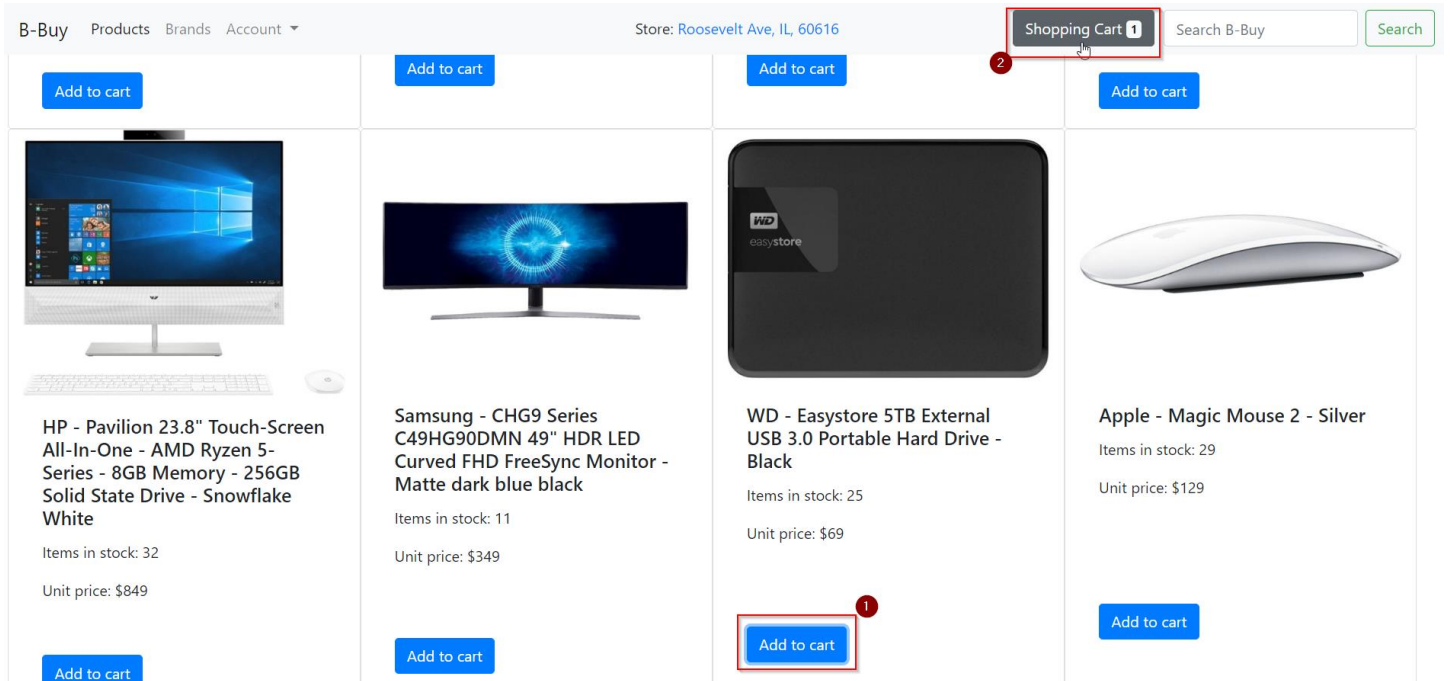 B-Buy Products Brands Account Store: Roosevelt Ave, IL, 60616 Shopping Cart 1 Search B-Buy Search
2
Add to cart
Add to cart
Add to cart
Add to cart
WD
easystore
HP - Pavilion 23.8" Touch-Screen
All-In-One - AMD Ryzen 5-
Series - 8GB Memory - 256GB
Solid State Drive - Snowflake
White
Items in stock: 32
Unit price: $849
Add to cart
Samsung - CHG9 Series
C49HG90DMN 49" HDR LED
Curved FHD FreeSync Monitor -
Matte dark blue black
Items in stock: 11
Unit price: $349
Add to cart
WD - Easystore 5TB External
USB 3.0 Portable Hard Drive -
Black
Items in stock: 25
Unit price: $69
1
Add to cart
Apple - Magic Mouse 2 - Silver
Items in stock: 29
Unit price: $129
Add to cart